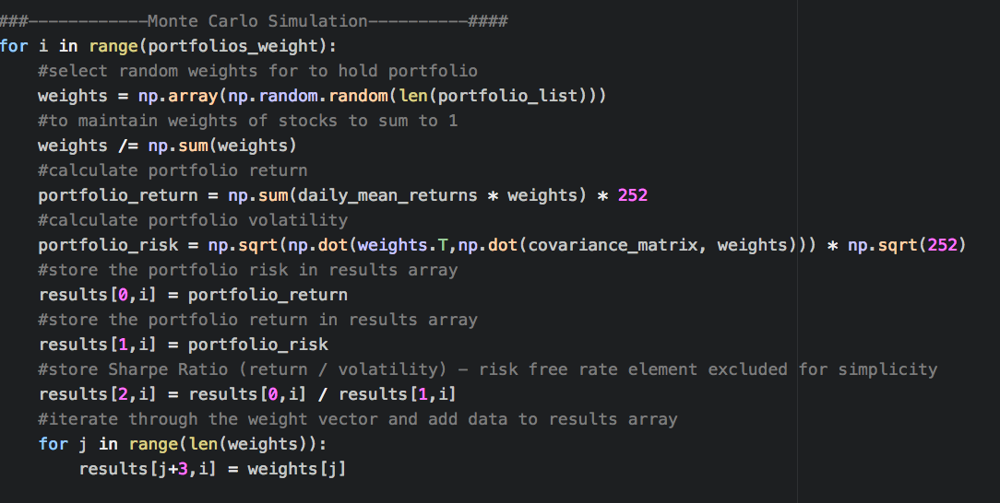 ###------------Monte Carlo Simulation----------####
for i in range(portfolios_weight):
    #select random weights for to hold portfolio
    weights = np.array(np.random.random(len(portfolio_list)))
    #to maintain weights of stocks to sum to 1
    weights /= np.sum(weights)
    #calculate portfolio return
    portfolio_return = np.sum(daily_mean_returns * weights) * 252
    #calculate portfolio volatility
    portfolio_risk = np.sqrt(np.dot(weights.T,np.dot(covariance_matrix, weights))) * np.sqrt(252)
    #store the portfolio risk in results array
    results[0,i] = portfolio_return
    #store the portfolio return in results array
    results[1,i] = portfolio_risk
    #store Sharpe Ratio (return / volatility) - risk free rate element excluded for simplicity
    results[2,i] = results[0,i] / results[1,i]
    #iterate through the weight vector and add data to results array
    for j in range(len(weights)):
        results[j+3,i] = weights[j]